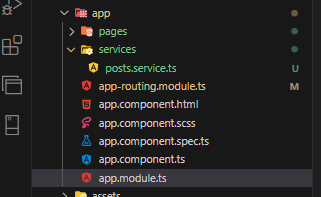 app
pages
services
posts.service.ts U
app-routing.module.ts M
app.component.html
app.component.scss
app.component.spec.ts
app.component.ts
app.module.ts
assets